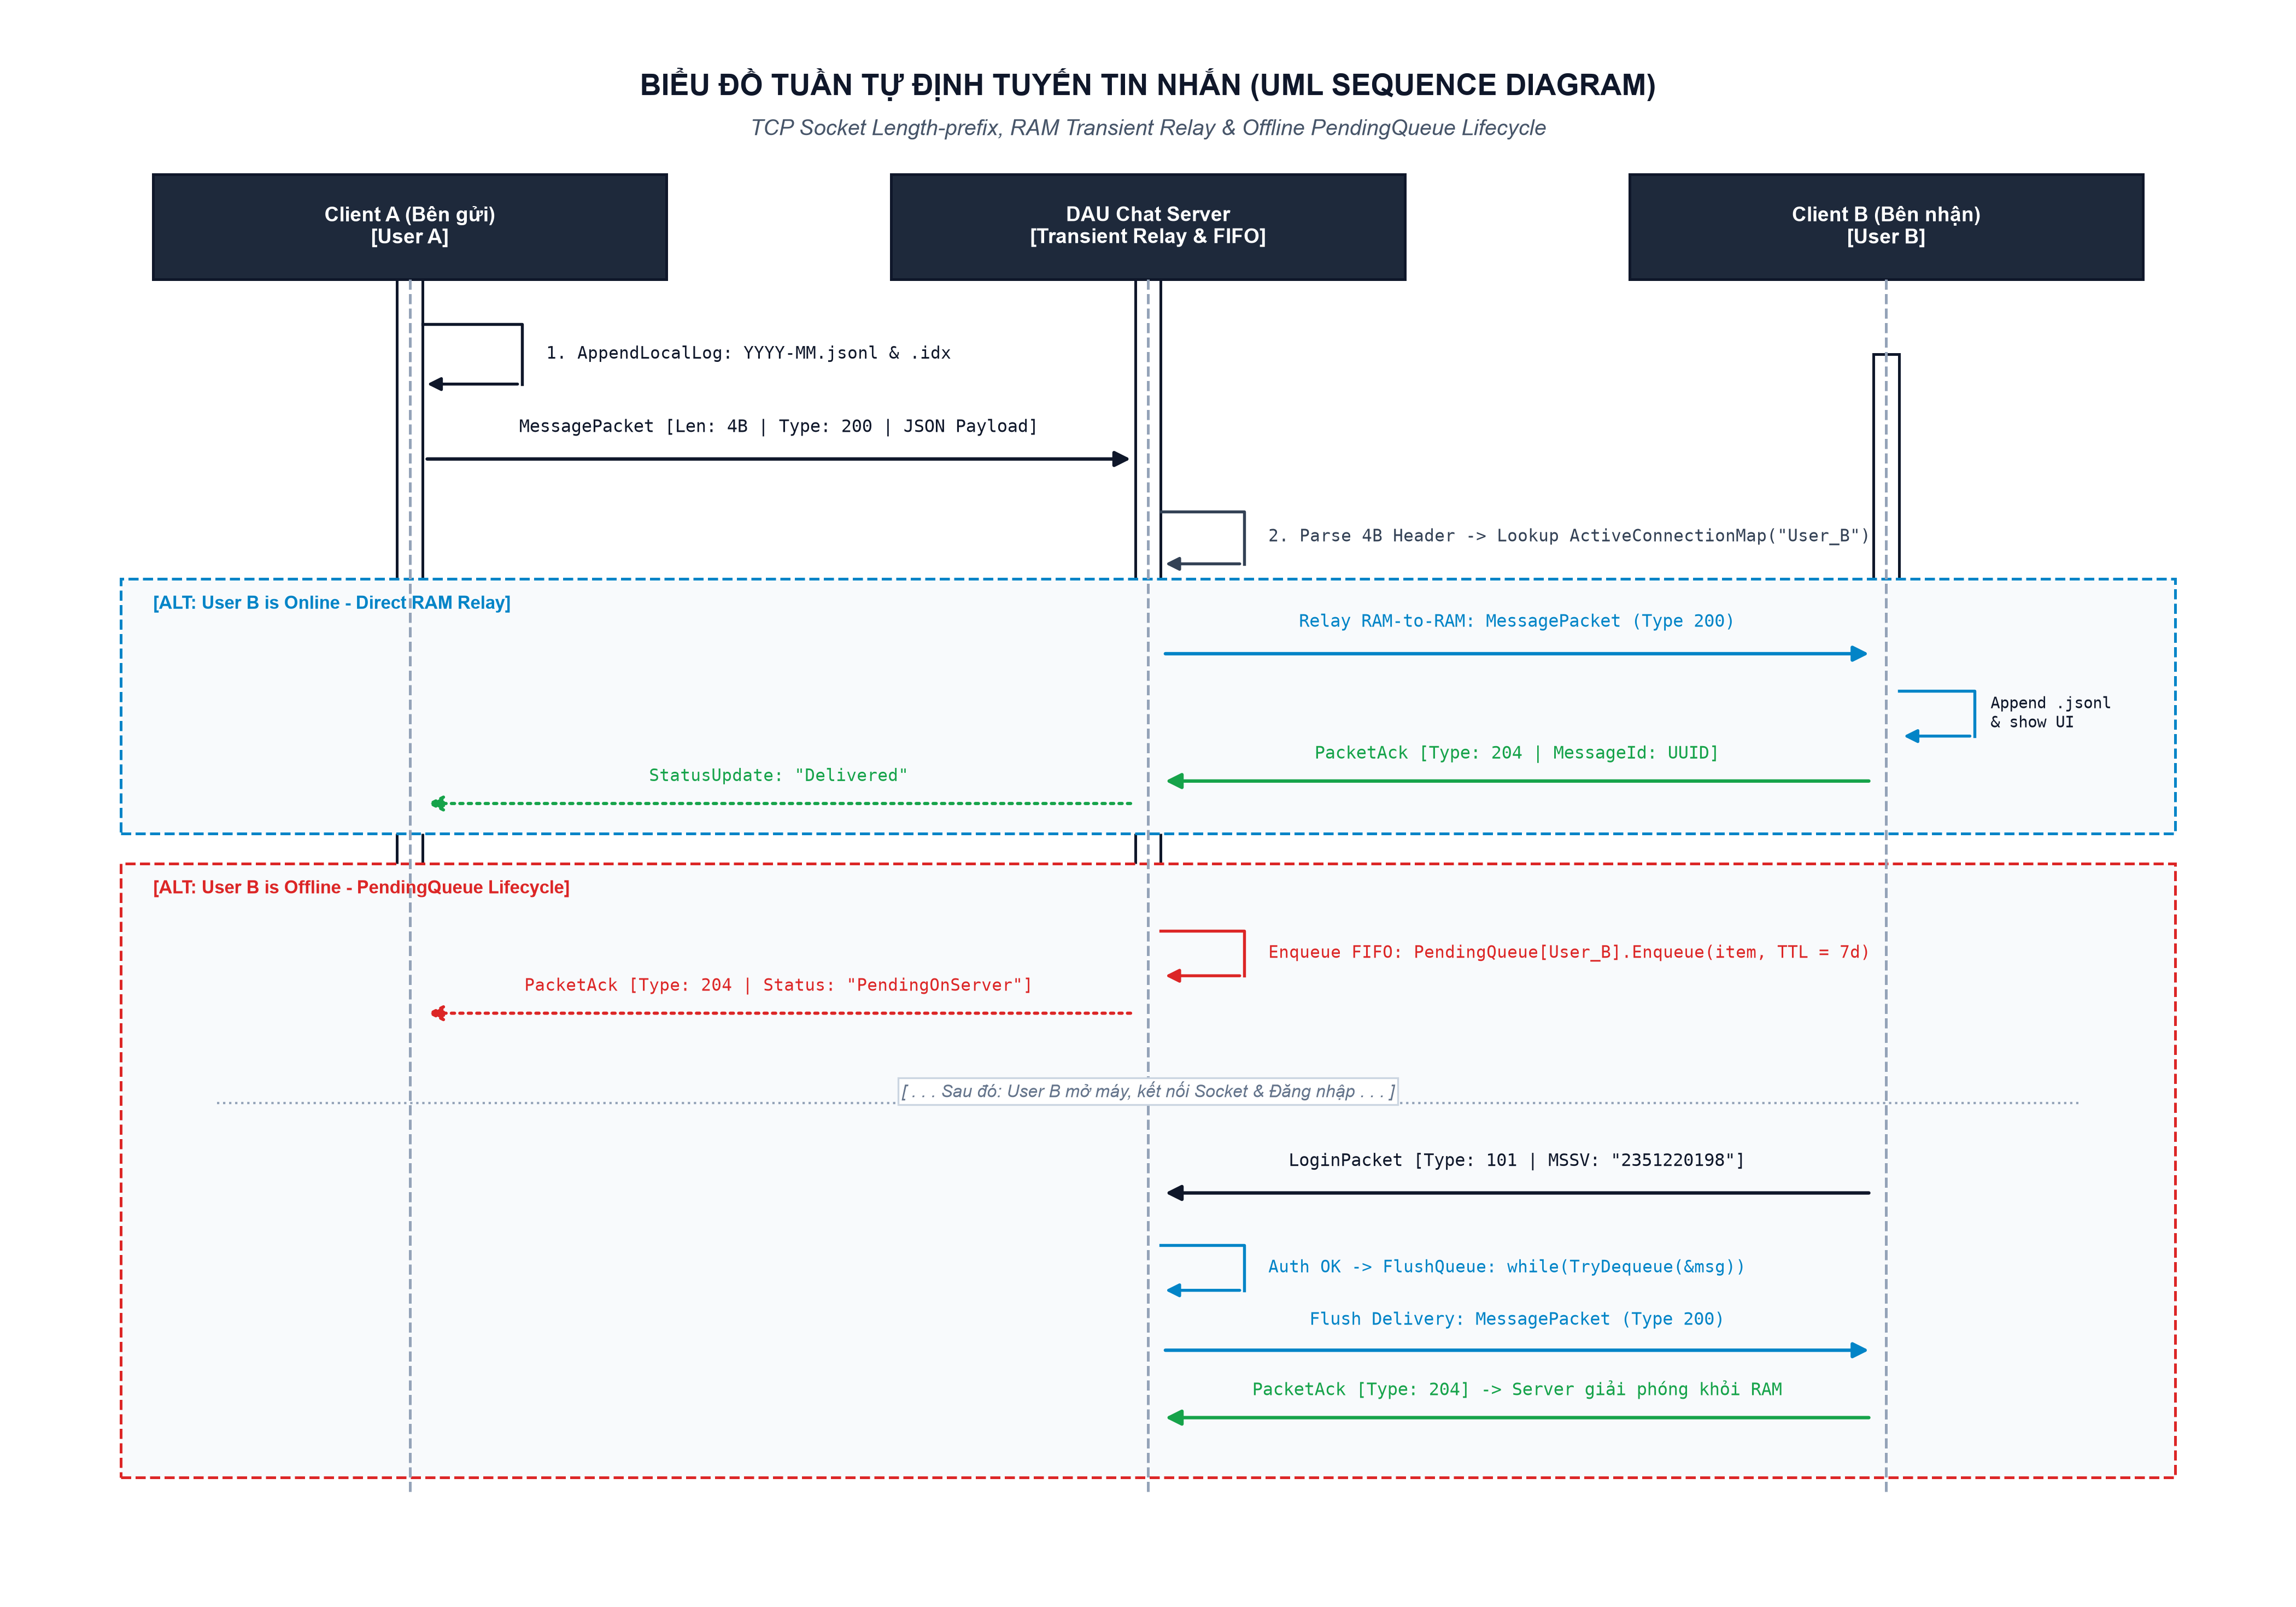 BIỂU ĐỒ TUẦN TỰ ĐỊNH TUYẾN TIN NHẮN (UML SEQUENCE DIAGRAM)
TCP Socket Length-prefix, RAM Transient Relay & Offline PendingQueue Lifecycle
Client A (Bên gửi)
[User A]
DAU Chat Server
[Transient Relay & FIFO]
Client B (Bên nhận)
[User B]
1. AppendLocalLog: YYYY-MM.jsonl & .idx
MessagePacket [Len: 4B | Type: 200 | JSON Payload]
2. Parse 4B Header -> Lookup ActiveConnectionMap("User_B")
[ALT: User B is Online - Direct RAM Relay]
Relay RAM-to-RAM: MessagePacket (Type 200)
Append .jsonl
& show UI
PacketAck [Type: 204 | MessageId: UUID]
StatusUpdate: "Delivered"
[ALT: User B is Offline - PendingQueue Lifecycle]
Enqueue FIFO: PendingQueue[User_B].Enqueue(item, TTL = 7d)
PacketAck [Type: 204 | Status: "PendingOnServer"]
[ . . . Sau đó: User B mở máy, kết nối Socket & Đăng nhập . . . ]
LoginPacket [Type: 101 | MSSV: "2351220198"]
Auth OK -> FlushQueue: while(TryDequeue(&msg))
Flush Delivery: MessagePacket (Type 200)
PacketAck [Type: 204] -> Server giải phóng khỏi RAM